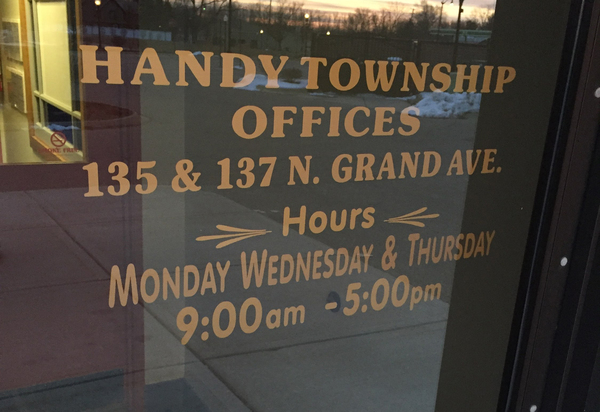 HANDY TOWNSHIP
OFFICES
135 & 137 N. GRAND AVE.
Hours
MONDAY WEDNESDAY & THURSDAY
9:00am - 5:00pm